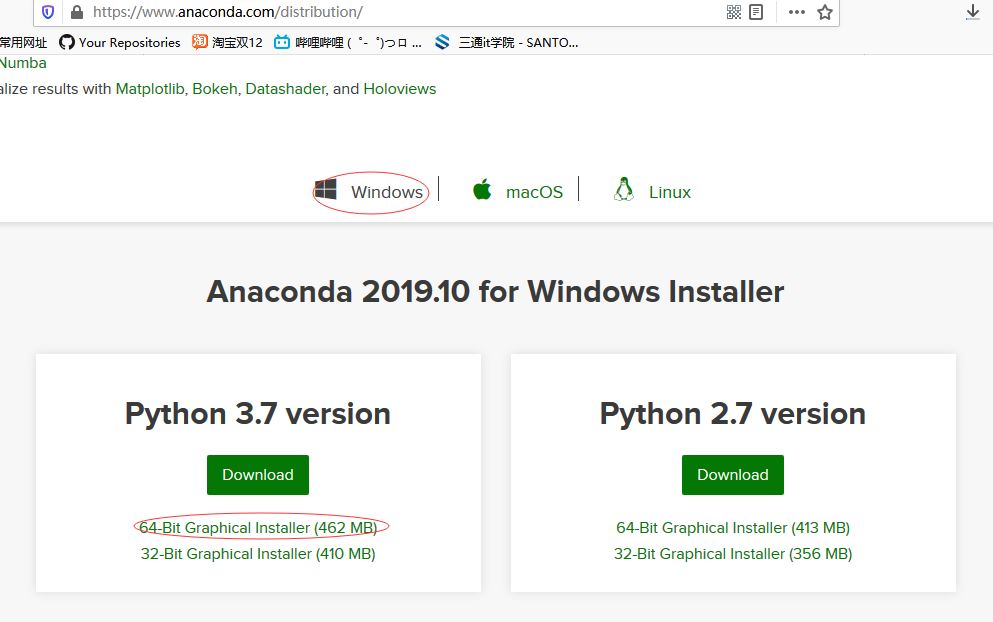 https://www.anaconda.com/distribution/
常用网址 Your Repositories 淘 淘宝双12 哔哩哔哩 ( ゜- ゜)つロ ... 三通it学院 - SANTO...
Numba
alize results with Matplotlib, Bokeh, Datashader, and Holoviews
Windows macOS Linux
Anaconda 2019.10 for Windows Installer
Python 3.7 version
Download
64-Bit Graphical Installer (462 MB)
32-Bit Graphical Installer (410 MB)
Python 2.7 version
Download
64-Bit Graphical Installer (413 MB)
32-Bit Graphical Installer (356 MB)